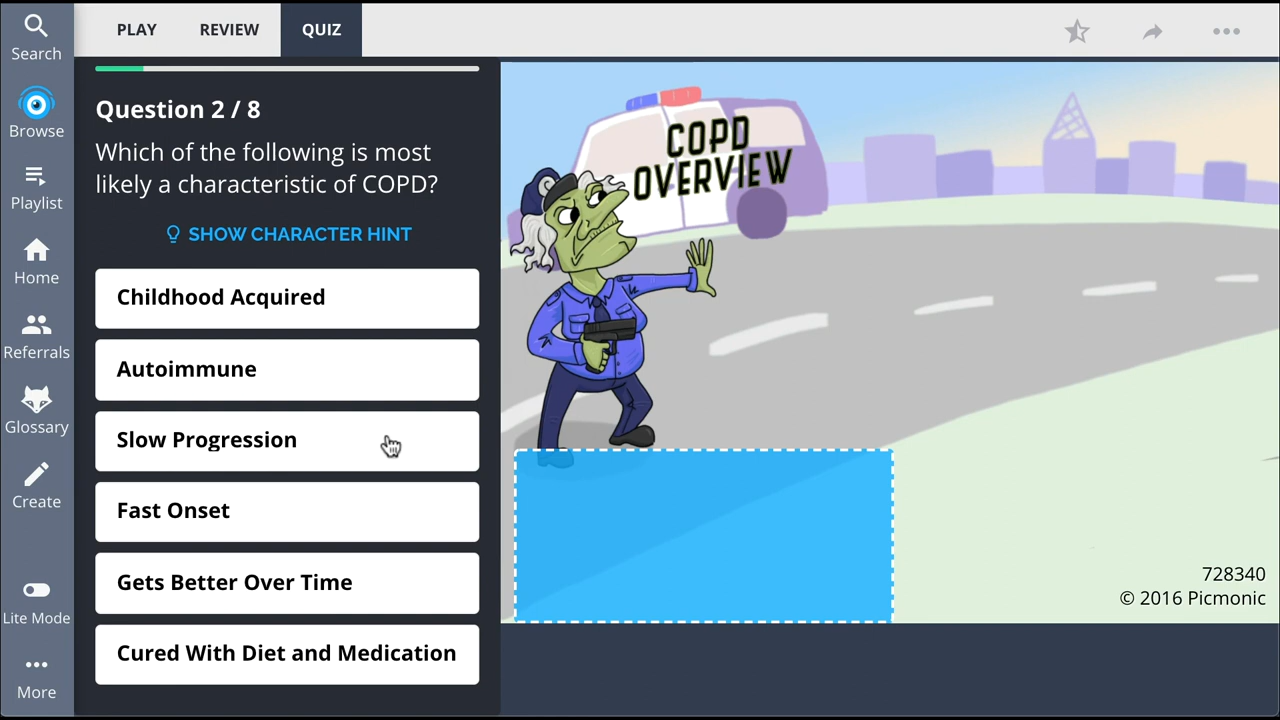 Search
Browse
Playlist
Home
Referrals
Glossary
Create
Lite Mode
More
PLAY
REVIEW
QUIZ
Question 2 / 8
Which of the following is most
likely a characteristic of COPD?
SHOW CHARACTER HINT
Childhood Acquired
Autoimmune
Slow Progression
Fast Onset
Gets Better Over Time
Cured With Diet and Medication
COPD
OVERVIEW
728340
© 2016 Picmonic